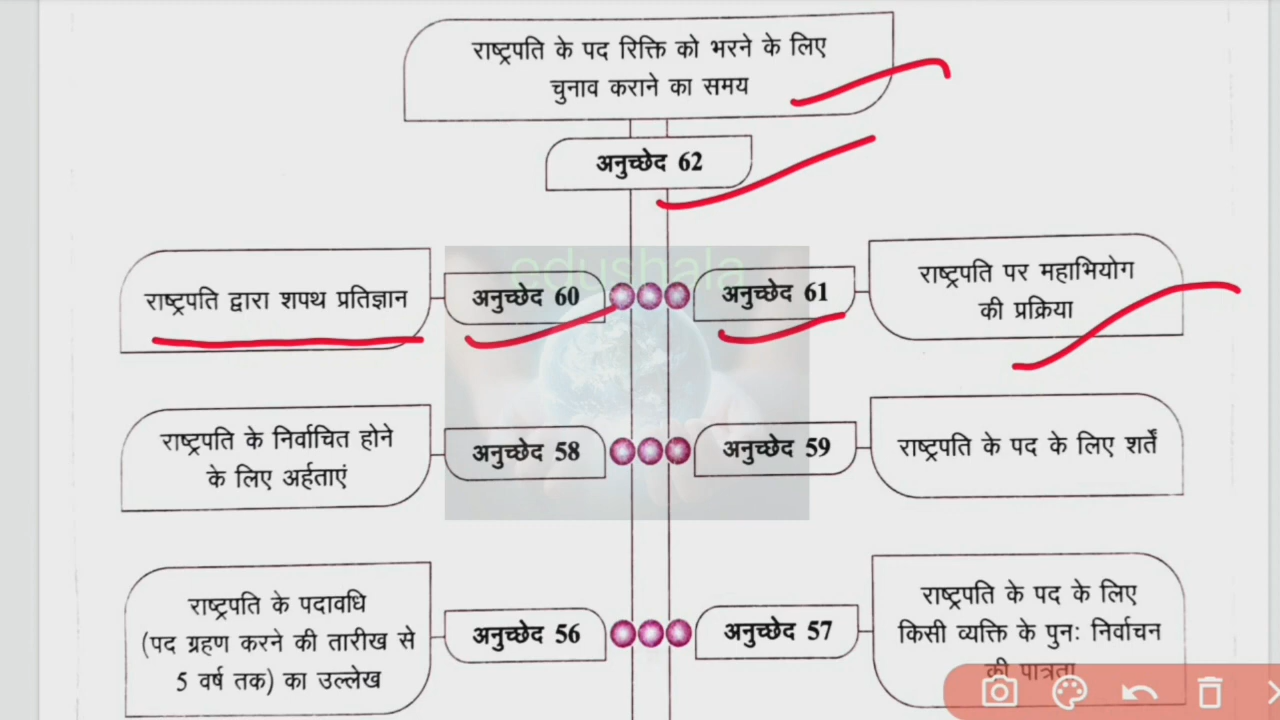 राष्ट्रपति के पद रिक्ति को भरने के लिए
चुनाव कराने का समय
अनुच्छेद 62
edushala
राष्ट्रपति द्वारा शपथ प्रतिज्ञान
अनुच्छेद 60
अनुच्छेद 61
राष्ट्रपति पर महाभियोग
की प्रक्रिया
राष्ट्रपति के निर्वाचित होने
के लिए अर्हताएं
अनुच्छेद 58
अनुच्छेद 59
राष्ट्रपति के पद के लिए शर्तें
राष्ट्रपति के पदावधि
(पद ग्रहण करने की तारीख से
5 वर्ष तक) का उल्लेख
अनुच्छेद 56
अनुच्छेद 57
राष्ट्रपति के पद के लिए
किसी व्यक्ति के पुनः निर्वाचन
की पात्रता